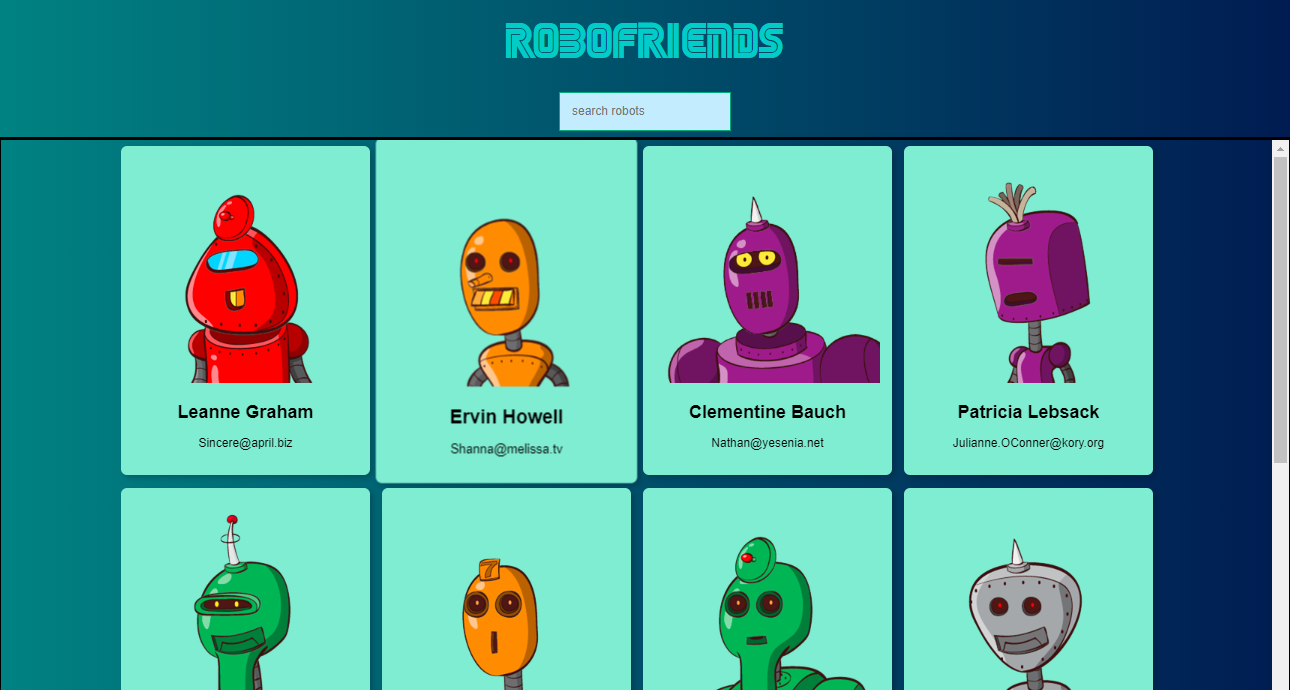 ROBOFRIENDS
search robots
Leanne Graham
Sincere@april.biz
Ervin Howell
Shanna@melissa.tv
Clementine Bauch
Nathan@yesenia.net
Patricia Lebsack
Julianne.OConner@kory.org
7